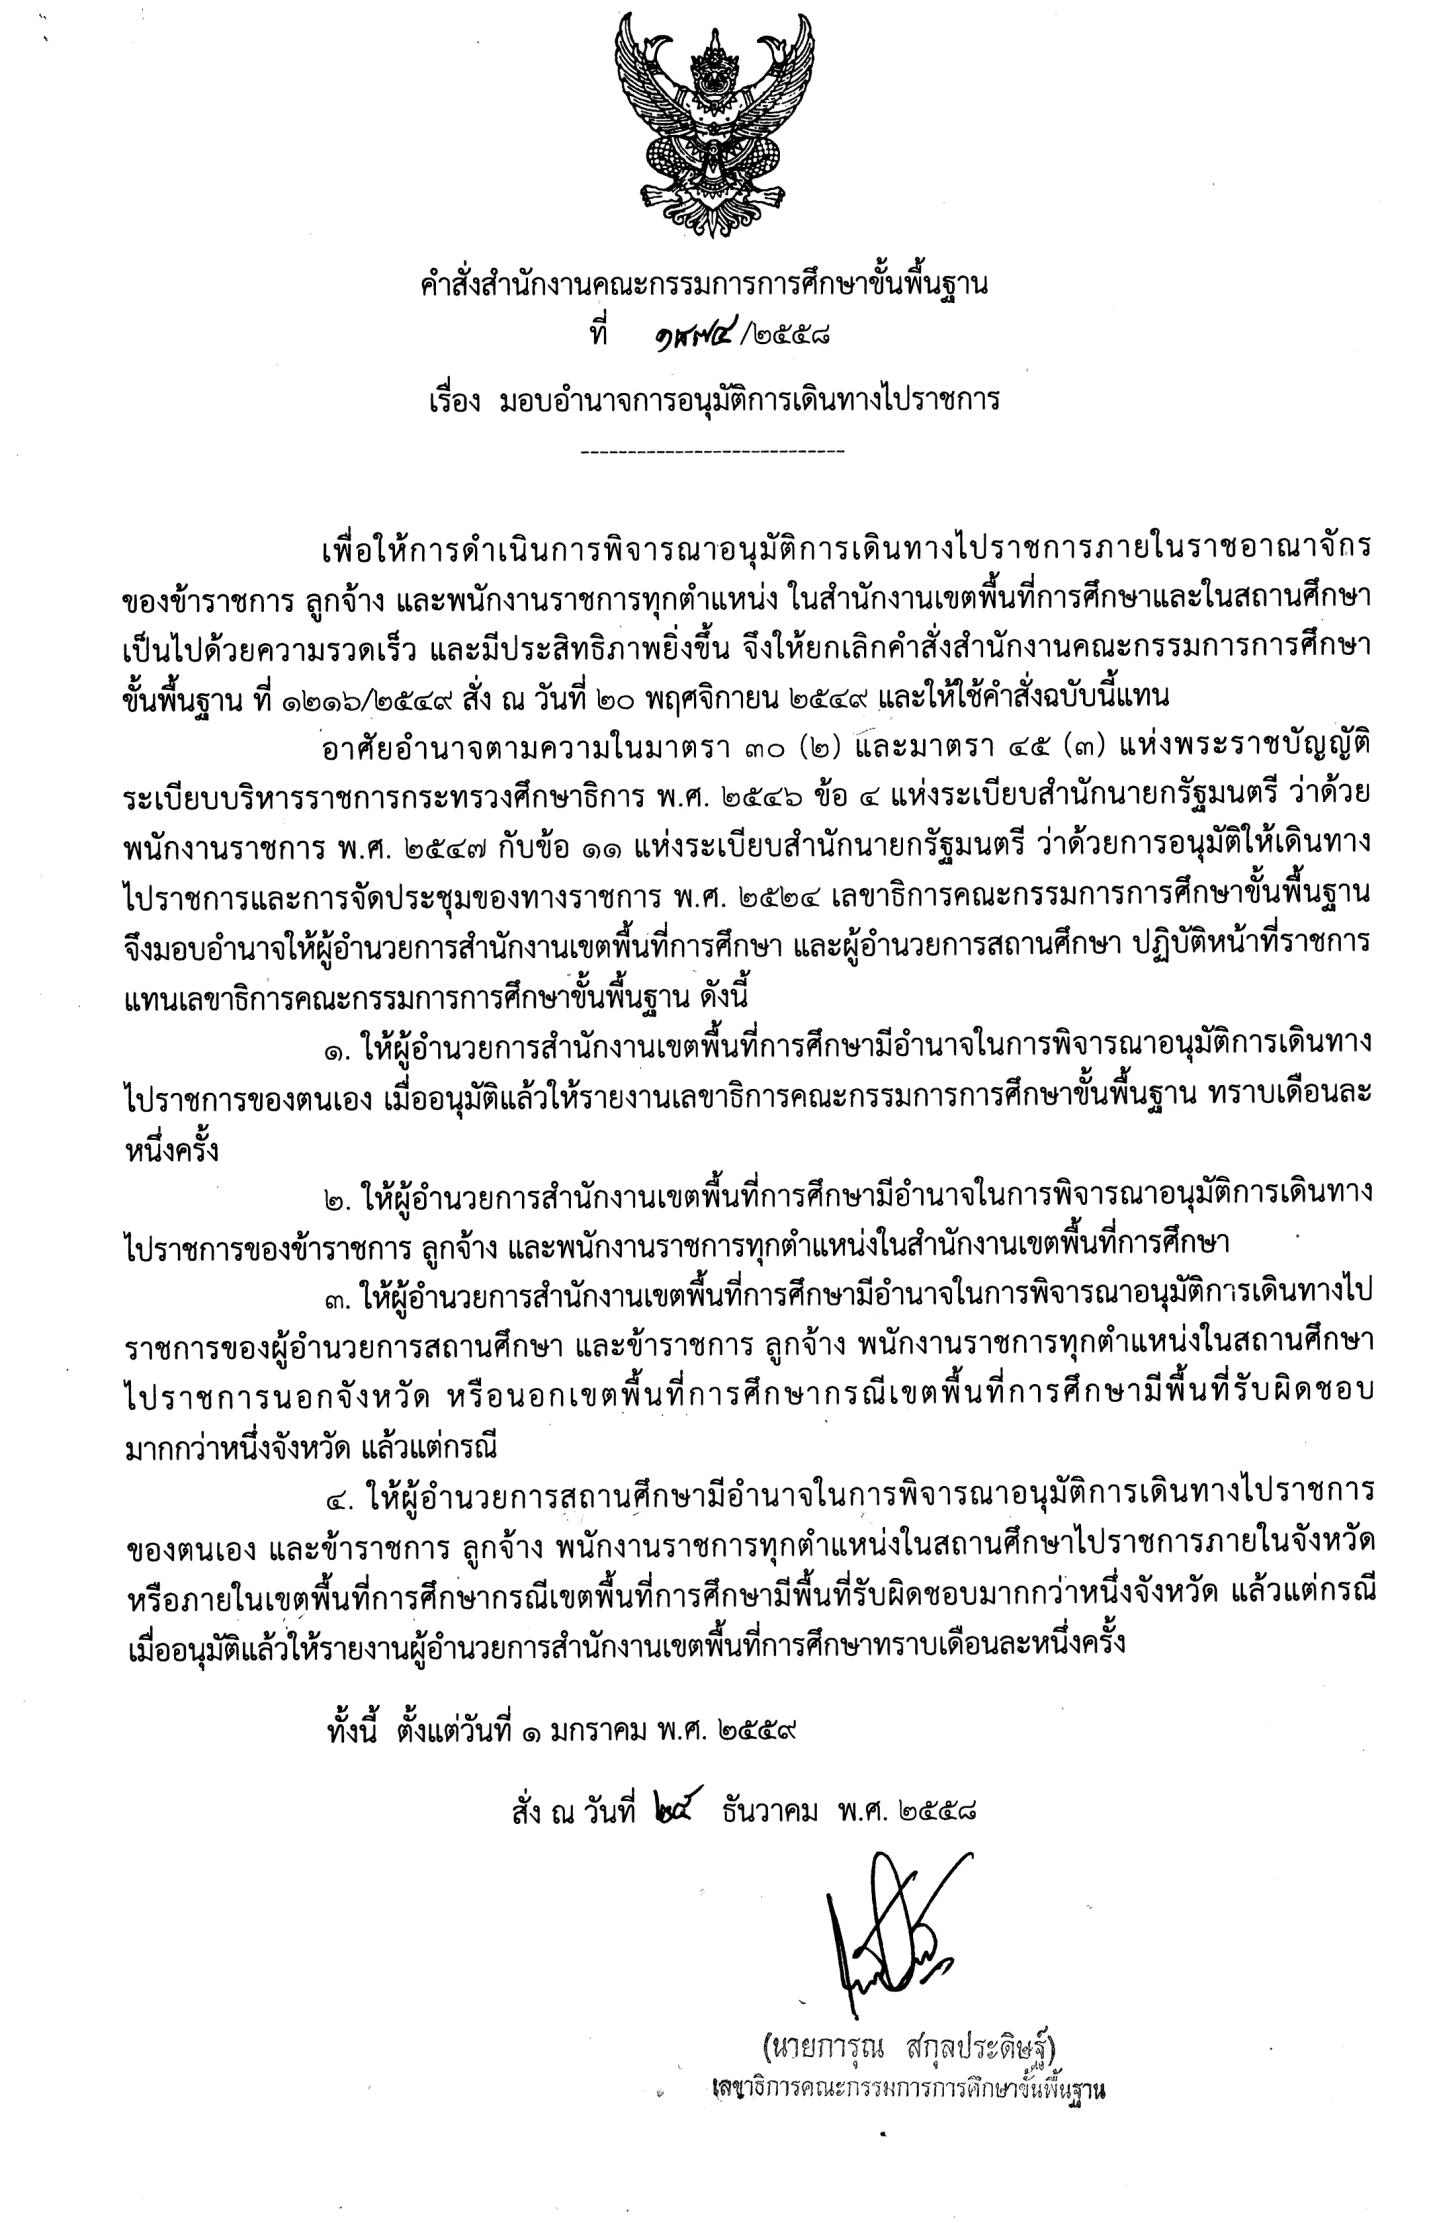 คำสั่งสำนักงานคณะกรรมการการศึกษาขั้นพื้นฐาน
ที่ ๑๙๗๔/๒๕๕๘
เรื่อง มอบอำนาจการอนุมัติการเดินทางไปราชการ
----------------------------
เพื่อให้การดำเนินการพิจารณาอนุมัติการเดินทางไปราชการภายในราชอาณาจักร
ของข้าราชการ ลูกจ้าง และพนักงานราชการทุกตำแหน่ง ในสำนักงานเขตพื้นที่การศึกษาและในสถานศึกษา
เป็นไปด้วยความรวดเร็ว และมีประสิทธิภาพยิ่งขึ้น จึงให้ยกเลิกคำสั่งสำนักงานคณะกรรมการการศึกษา
ขั้นพื้นฐาน ที่ ๑๒๑๖/๒๕๔๙ สั่ง ณ วันที่ ๒๐ พฤศจิกายน ๒๕๔๙ และให้ใช้คำสั่งฉบับนี้แทน
อาศัยอำนาจตามความในมาตรา ๓๐ (๒) และมาตรา ๔๕ (๓) แห่งพระราชบัญญัติ
ระเบียบบริหารราชการกระทรวงศึกษาธิการ พ.ศ. ๒๕๔๖ ข้อ ๔ แห่งระเบียบสำนักนายกรัฐมนตรี ว่าด้วย
พนักงานราชการ พ.ศ. ๒๕๔๗ กับข้อ ๑๑ แห่งระเบียบสำนักนายกรัฐมนตรี ว่าด้วยการอนุมัติให้เดินทาง
ไปราชการและการจัดประชุมของทางราชการ พ.ศ. ๒๕๒๔ เลขาธิการคณะกรรมการการศึกษาขั้นพื้นฐาน
จึงมอบอำนาจให้ผู้อำนวยการสำนักงานเขตพื้นที่การศึกษา และผู้อำนวยการสถานศึกษา ปฏิบัติหน้าที่ราชการ
แทนเลขาธิการคณะกรรมการการศึกษาขั้นพื้นฐาน ดังนี้
๑. ให้ผู้อำนวยการสำนักงานเขตพื้นที่การศึกษามีอำนาจในการพิจารณาอนุมัติการเดินทาง
ไปราชการของตนเอง เมื่ออนุมัติแล้วให้รายงานเลขาธิการคณะกรรมการการศึกษาขั้นพื้นฐาน ทราบเดือนละ
หนึ่งครั้ง
๒. ให้ผู้อำนวยการสำนักงานเขตพื้นที่การศึกษามีอำนาจในการพิจารณาอนุมัติการเดินทาง
ไปราชการของข้าราชการ ลูกจ้าง และพนักงานราชการทุกตำแหน่งในสำนักงานเขตพื้นที่การศึกษา
๓. ให้ผู้อำนวยการสำนักงานเขตพื้นที่การศึกษามีอำนาจในการพิจารณาอนุมัติการเดินทางไป
ราชการของผู้อำนวยการสถานศึกษา และข้าราชการ ลูกจ้าง พนักงานราชการทุกตำแหน่งในสถานศึกษา
ไปราชการนอกจังหวัด หรือนอกเขตพื้นที่การศึกษากรณีเขตพื้นที่การศึกษามีพื้นที่รับผิดชอบ
มากกว่าหนึ่งจังหวัด แล้วแต่กรณี
๔. ให้ผู้อำนวยการสถานศึกษามีอำนาจในการพิจารณาอนุมัติการเดินทางไปราชการ
ของตนเอง และข้าราชการ ลูกจ้าง พนักงานราชการทุกตำแหน่งในสถานศึกษาไปราชการภายในจังหวัด
หรือภายในเขตพื้นที่การศึกษากรณีเขตพื้นที่การศึกษามีพื้นที่รับผิดชอบมากกว่าหนึ่งจังหวัด แล้วแต่กรณี
เมื่ออนุมัติแล้วให้รายงานผู้อำนวยการสำนักงานเขตพื้นที่การศึกษาทราบเดือนละหนึ่งครั้ง
ทั้งนี้ ตั้งแต่วันที่ ๑ มกราคม พ.ศ. ๒๕๕๙
สั่ง ณ วันที่ ธันวาคม พ.ศ. ๒๕๕๘
(นายการุณ สกุลประดิษฐ์)
เลขาธิการคณะกรรมการการศึกษาขั้นพื้นฐาน